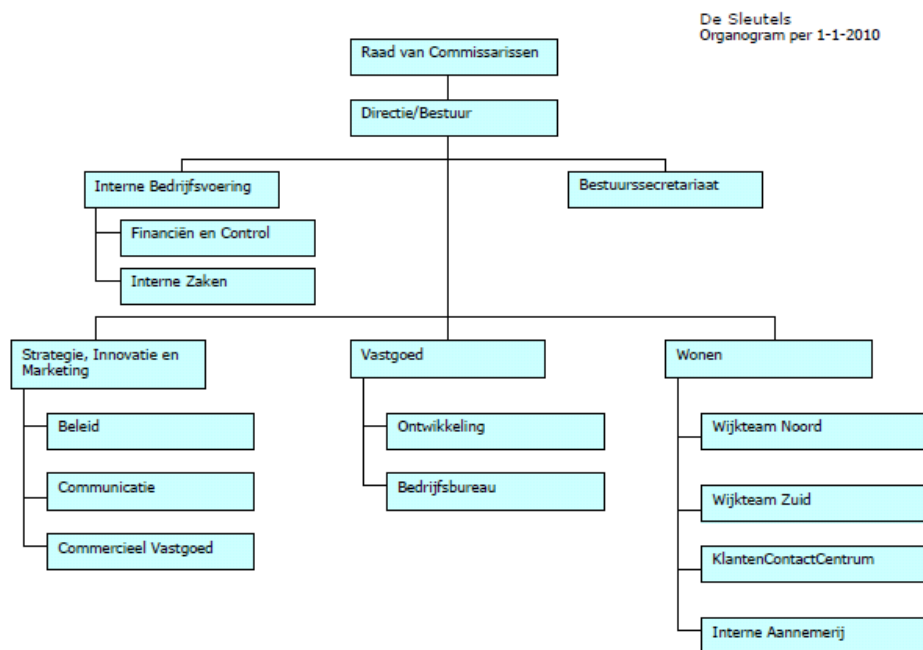 De Sleutels
Organogram per 1-1-2010
Raad van Commissarissen
Directie/Bestuur
Interne Bedrijfsvoering
Bestuurssecretariaat
Financiën en Control
Interne Zaken
Strategie, Innovatie en
Marketing
Beleid
Communicatie
Commercieel Vastgoed
Vastgoed
Ontwikkeling
Bedrijfsbureau
Wonen
Wijkteam Noord
Wijkteam Zuid
KlantenContactCentrum
Interne Aannemerij